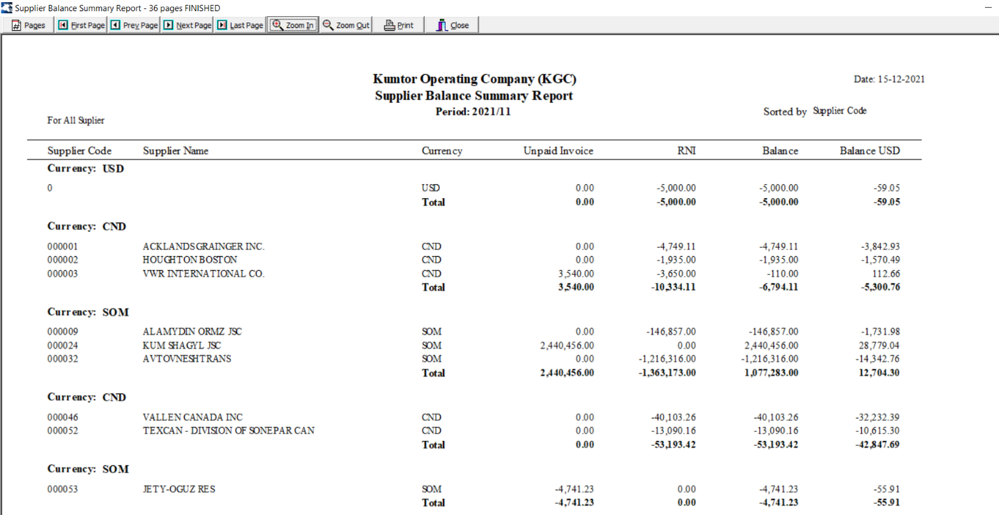 Supplier Balance Summary Report - 36 pages FINISHED
Pages First Page Prev Page Next Page Last Page Zoom In Zoom Out Print Close
Kumtor Operating Company (KGC) Date: 15-12-2021
Supplier Balance Summary Report
Period: 2021/11 Sorted by Supplier Code
For All Suplier
Supplier Code Supplier Name Currency Unpaid Invoice RNI Balance Balance USD
Currency: USD
0 USD 0.00 -5,000.00 -5,000.00 -59.05
Total 0.00 -5,000.00 -5,000.00 -59.05
Currency: CND
000001 ACKLANDSGRAINGER INC. CND 0.00 -4,749.11 -4,749.11 -3,842.93
000002 HOUGHTON BOSTON CND 0.00 -1,935.00 -1,935.00 -1,570.49
000003 VWR INTERNATIONAL CO. CND 3,540.00 -3,650.00 -110.00 112.66
Total 3,540.00 -10,334.11 -6,794.11 -5,300.76
Currency: SOM
000009 ALAMYDIN ORMZ JSC SOM 0.00 -146,857.00 -146,857.00 -1,731.98
000024 KUM SHAGYL JSC SOM 2,440,456.00 0.00 2,440,456.00 28,779.04
000032 AVTOVNESHTRANS SOM 0.00 -1,216,316.00 -1,216,316.00 -14,342.76
Total 2,440,456.00 -1,363,173.00 1,077,283.00 12,704.30
Currency: CND
000046 VALLEN CANADA INC CND 0.00 -40,103.26 -40,103.26 -32,232.39
000052 TEXCAN - DIVISION OF SONEPAR CAN CND 0.00 -13,090.16 -13,090.16 -10,615.30
Total 0.00 -53,193.42 -53,193.42 -42,847.69
Currency: SOM
000053 JETY-OGUZ RES SOM -4,741.23 0.00 -4,741.23 -55.91
Total -4,741.23 0.00 -4,741.23 -55.91